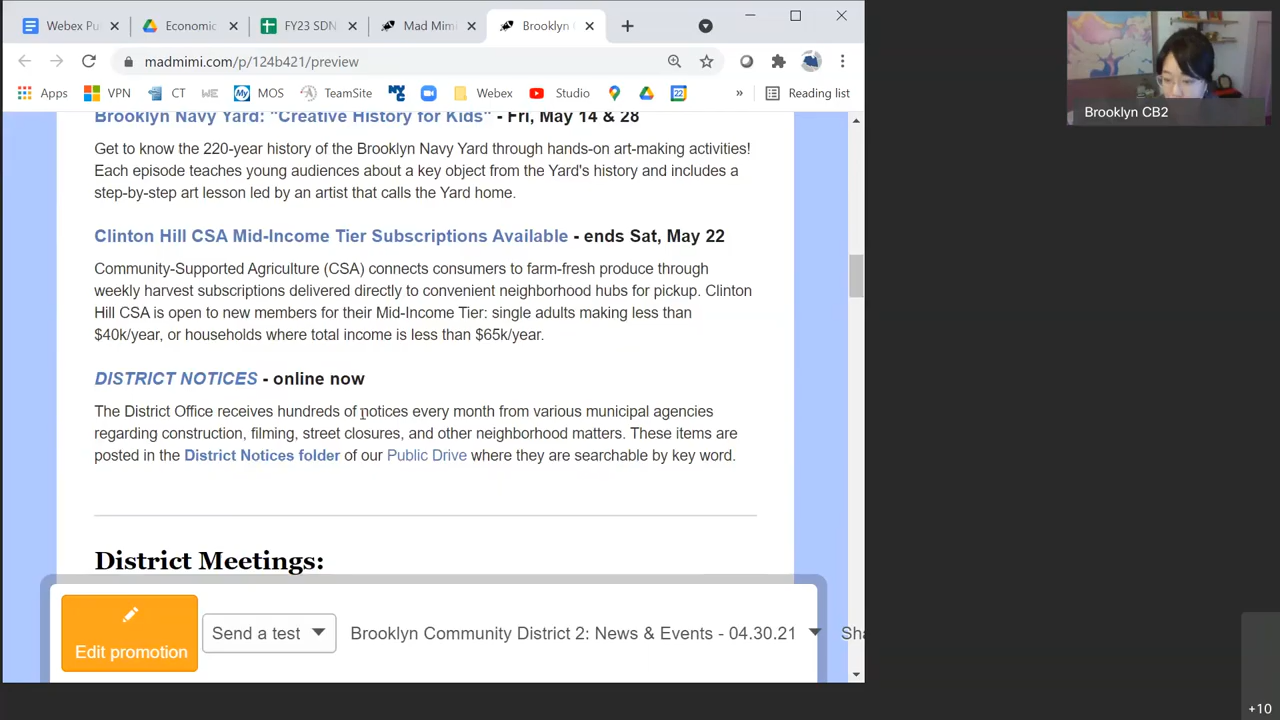 Webex Pu
Economic
FY23 SDN
Mad Mimi
Brooklyn
madmimi.com/p/124b421/preview
Apps
VPN
CT
WE
My
MOS
TeamSite
NYC
Webex
Studio
22
»
Reading list
Brooklyn Navy Yard: "Creative History for Kids" - Fri, May 14 & 28
Get to know the 220-year history of the Brooklyn Navy Yard through hands-on art-making activities!
Each episode teaches young audiences about a key object from the Yard's history and includes a
step-by-step art lesson led by an artist that calls the Yard home.
Clinton Hill CSA Mid-Income Tier Subscriptions Available - ends Sat, May 22
Community-Supported Agriculture (CSA) connects consumers to farm-fresh produce through
weekly harvest subscriptions delivered directly to convenient neighborhood hubs for pickup. Clinton
Hill CSA is open to new members for their Mid-Income Tier: single adults making less than
$40k/year, or households where total income is less than $65k/year.
DISTRICT NOTICES - online now
The District Office receives hundreds of notices every month from various municipal agencies
regarding construction, filming, street closures, and other neighborhood matters. These items are
posted in the District Notices folder of our Public Drive where they are searchable by key word.
District Meetings:
Edit promotion
Send a test
Brooklyn Community District 2: News & Events - 04.30.21
Sha
Brooklyn CB2
+10